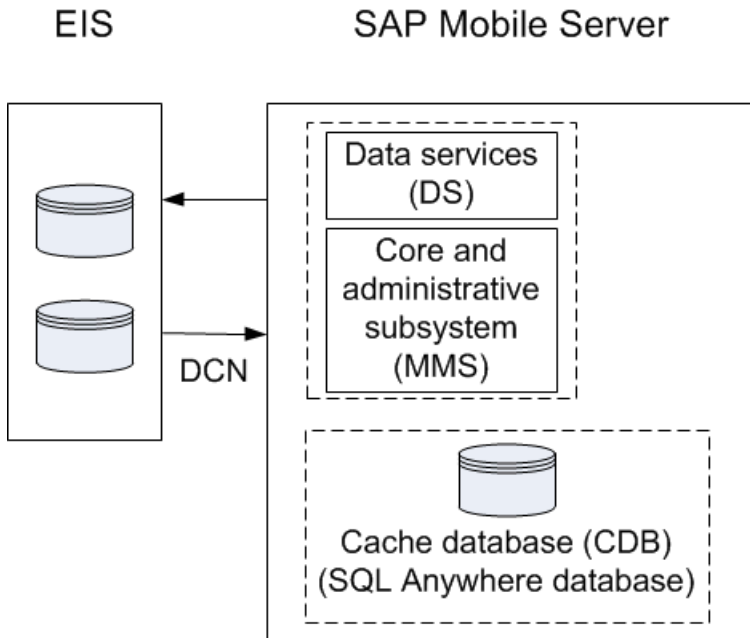 EIS
SAP Mobile Server
Data services
(DS)
Core and
administrative
subsystem
(MMS)
DCN
Cache database (CDB)
(SQL Anywhere database)